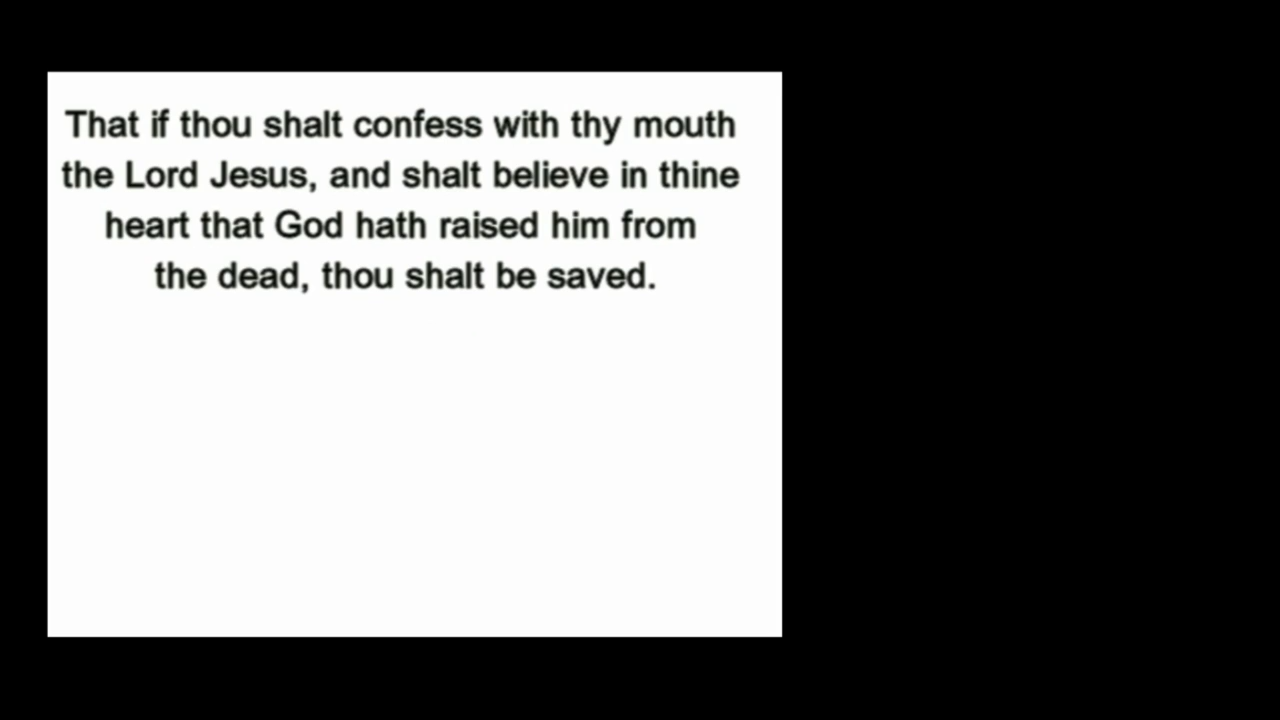 That if thou shalt confess with thy mouth
the Lord Jesus, and shalt believe in thine
heart that God hath raised him from
the dead, thou shalt be saved.